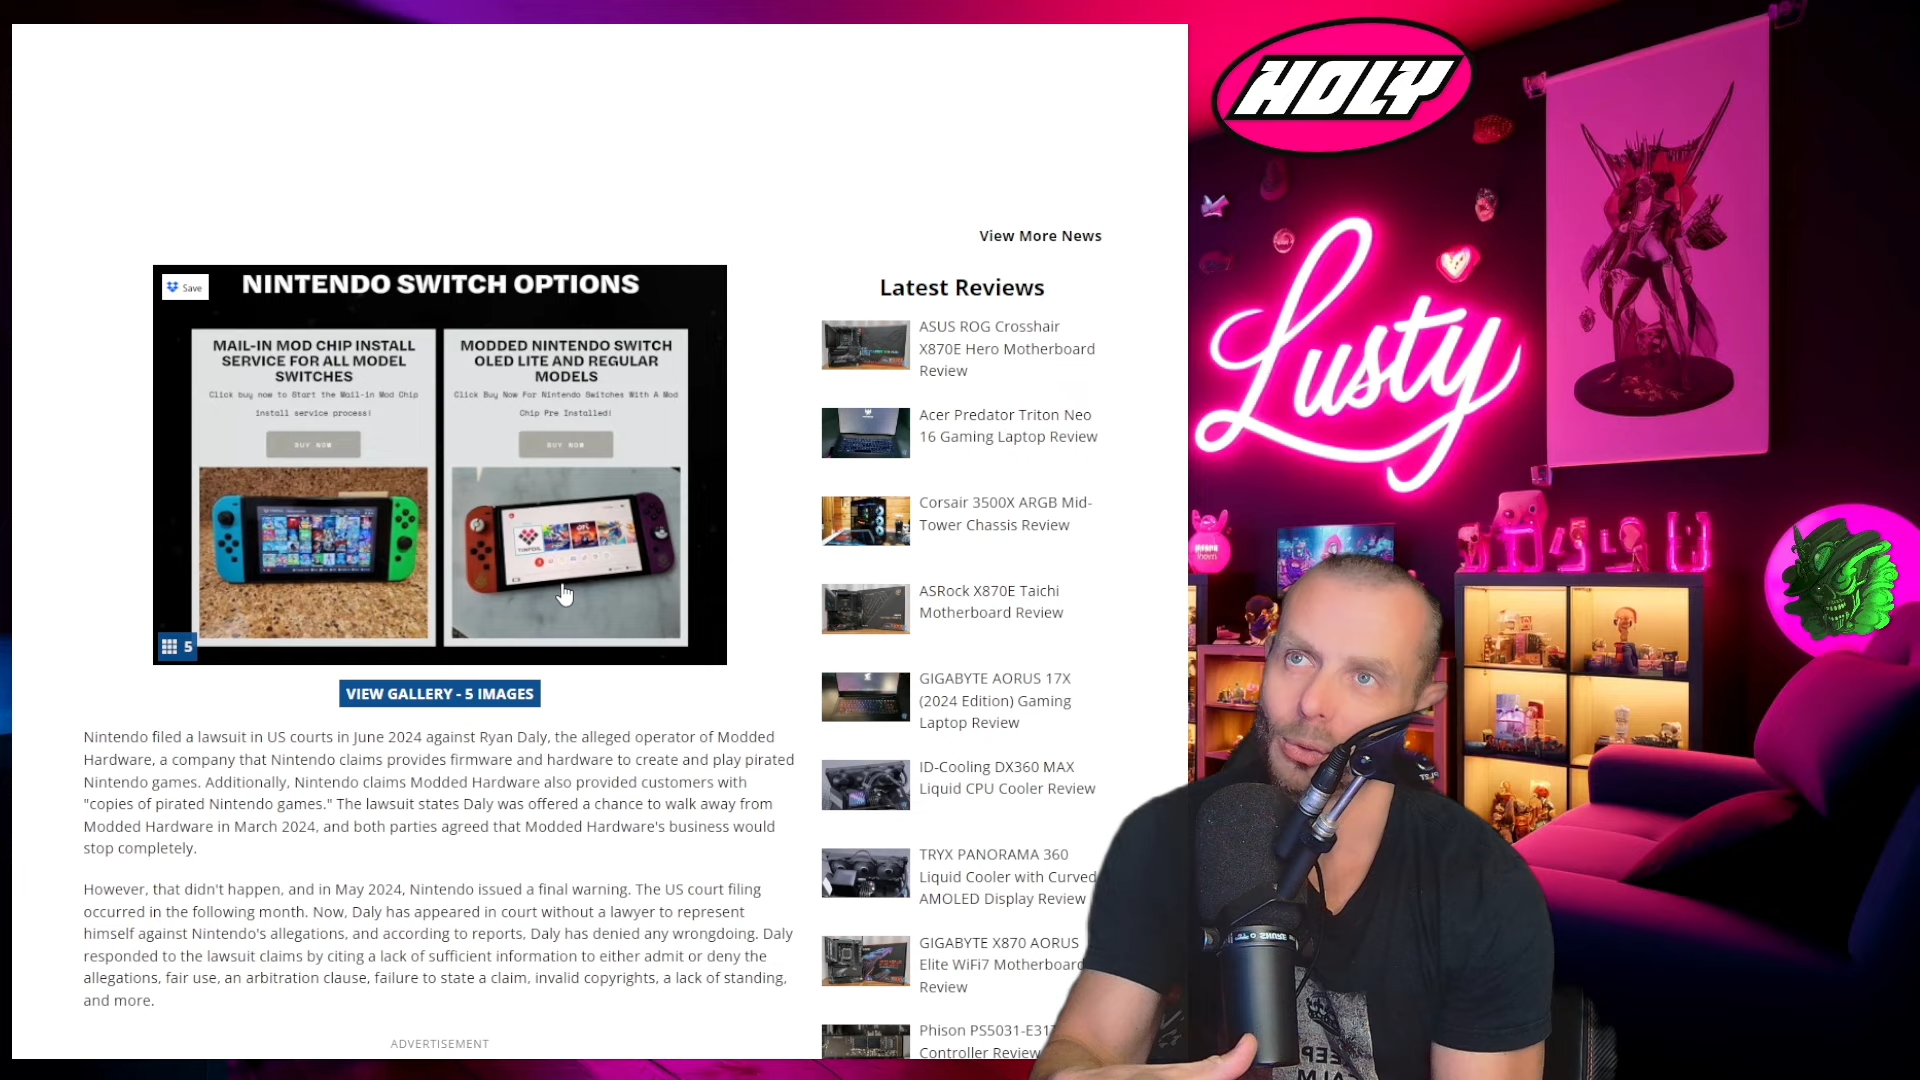 HOLY
View More News
Save
NINTENDO SWITCH OPTIONS
MAIL-IN MOD CHIP INSTALL
SERVICE FOR ALL MODEL
SWITCHES
Click buy now to Start the Mail-in Mod Chip
install service process!
BUY NOW
MODDED NINTENDO SWITCH
OLED LITE AND REGULAR
MODELS
Click Buy Now For Nintendo Switches With A Mod
Chip Pre Installed!
BUY NOW
5
VIEW GALLERY - 5 IMAGES
Nintendo filed a lawsuit in US courts in June 2024 against Ryan Daly, the alleged operator of Modded
Hardware, a company that Nintendo claims provides firmware and hardware to create and play pirated
Nintendo games. Additionally, Nintendo claims Modded Hardware also provided customers with
"copies of pirated Nintendo games." The lawsuit states Daly was offered a chance to walk away from
Modded Hardware in March 2024, and both parties agreed that Modded Hardware's business would
stop completely.
However, that didn't happen, and in May 2024, Nintendo issued a final warning. The US court filing
occurred in the following month. Now, Daly has appeared in court without a lawyer to represent
himself against Nintendo's allegations, and according to reports, Daly has denied any wrongdoing. Daly
responded to the lawsuit claims by citing a lack of sufficient information to either admit or deny the
allegations, fair use, an arbitration clause, failure to state a claim, invalid copyrights, a lack of standing,
and more.
ADVERTISEMENT
Latest Reviews
ASUS ROG Crosshair
X870E Hero Motherboard
Review
Acer Predator Triton Neo
16 Gaming Laptop Review
Corsair 3500X ARGB Mid-
Tower Chassis Review
ASRock X870E Taichi
Motherboard Review
GIGABYTE AORUS 17X
(2024 Edition) Gaming
Laptop Review
ID-Cooling DX360 MAX
Liquid CPU Cooler Review
TRYX PANORAMA 360
Liquid Cooler with Curved
AMOLED Display Review
GIGABYTE X870 AORUS
Elite WiFi7 Motherboard
Review
Phison
Controller Review
Lusty
SHURE
KEEP
CALM